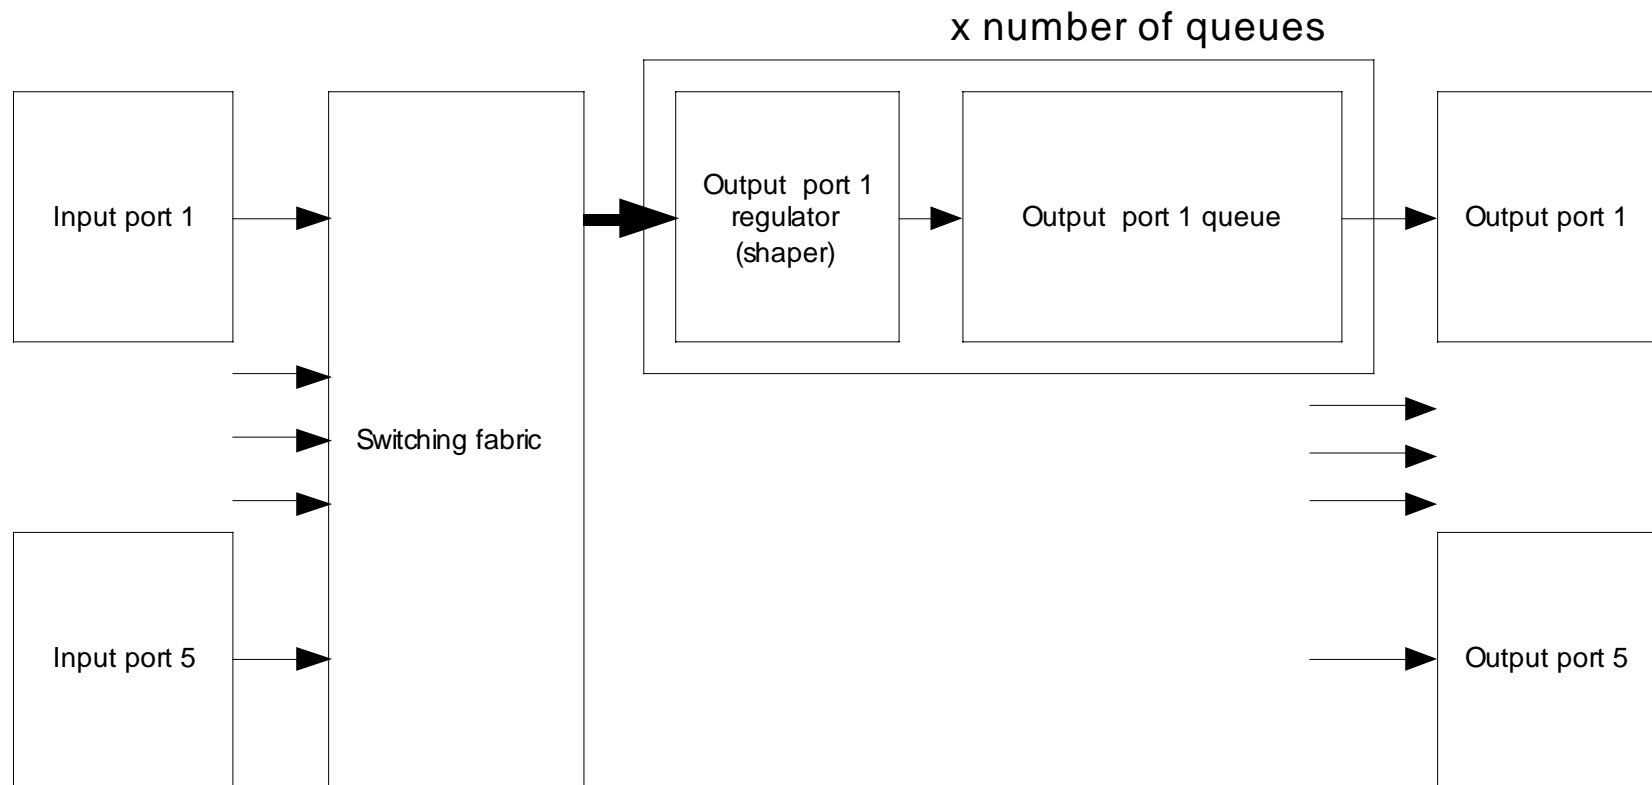 x number of queues
Input port 1
Output port 1
regulator
(shaper)
Output port 1 queue
Output port 1
Switching fabric
Input port 5
Output port 5